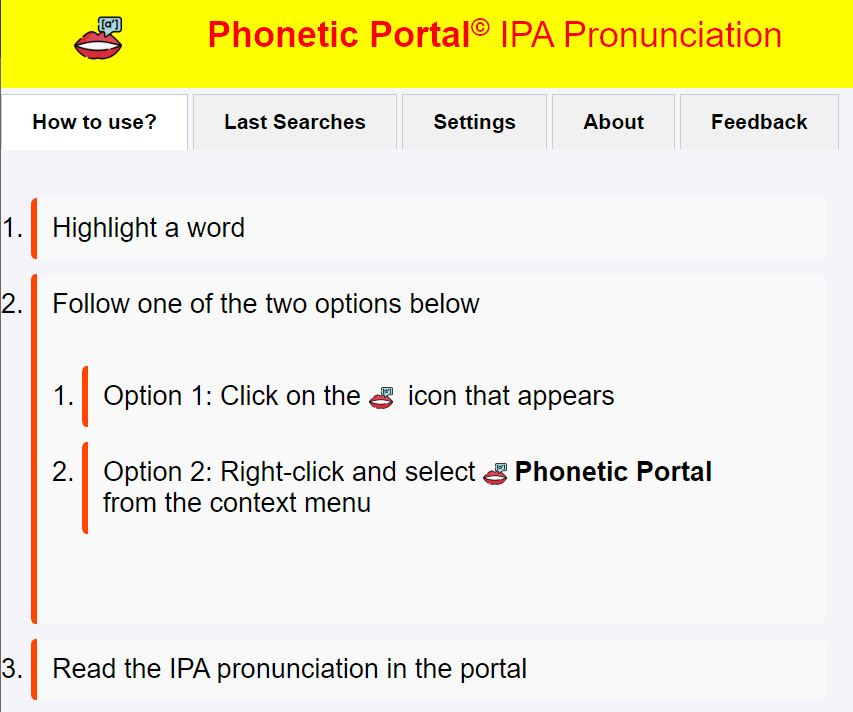 Phonetic Portal© IPA Pronunciation
How to use? Last Searches Settings About Feedback
1. Highlight a word
2. Follow one of the two options below
1. Option 1: Click on the icon that appears
2. Option 2: Right-click and select Phonetic Portal
from the context menu
3. Read the IPA pronunciation in the portal